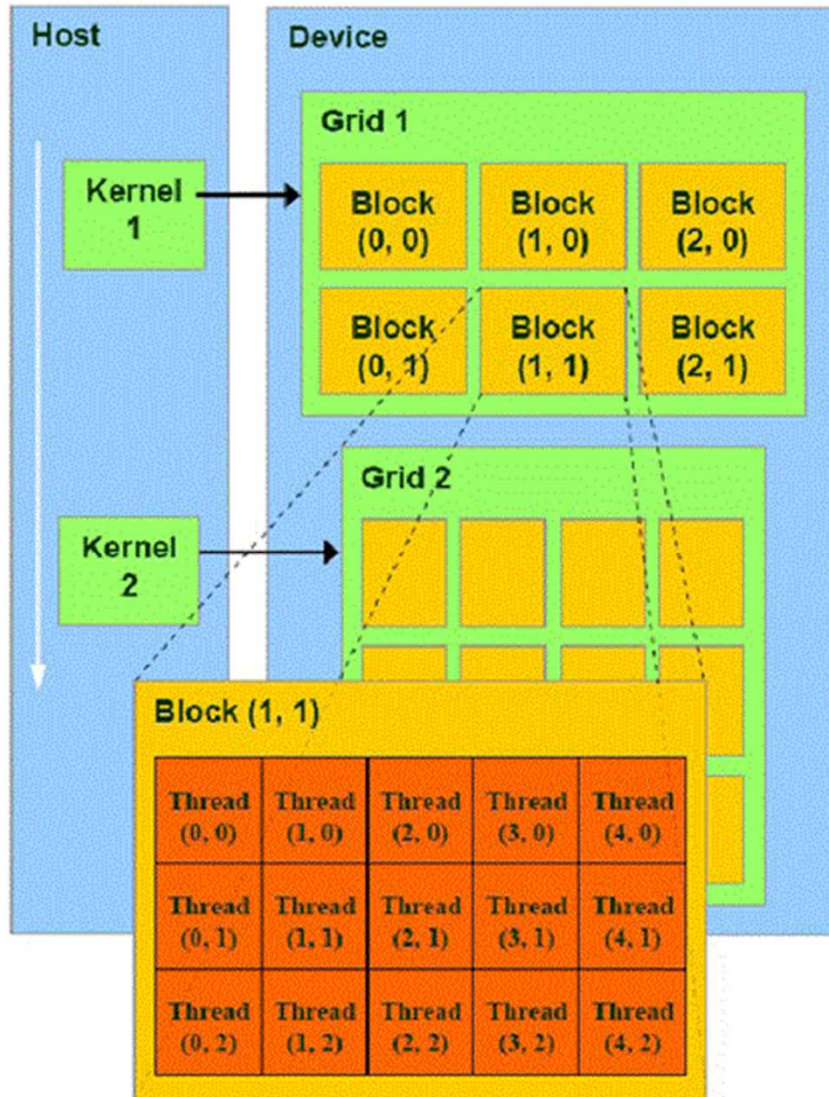 Host
Device
Grid 1
Kernel
1
Block
(0, 0)
Block
(1, 0)
Block
(2, 0)
Block
(0, 1)
Block
(1, 1)
Block
(2, 1)
Grid 2
Kernel
2
Block (1, 1)
Thread
(0, 0)
Thread
(1, 0)
Thread
(2, 0)
Thread
(3, 0)
Thread
(4, 0)
Thread
(0, 1)
Thread
(1, 1)
Thread
(2, 1)
Thread
(3, 1)
Thread
(4, 1)
Thread
(0, 2)
Thread
(1, 2)
Thread
(2, 2)
Thread
(3, 2)
Thread
(4, 2)